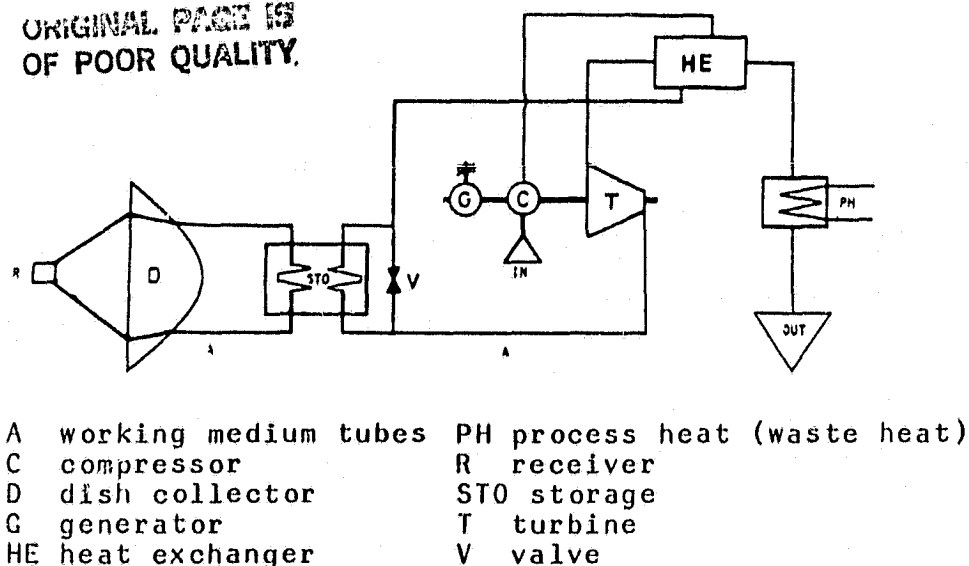 ORIGINAL PAGE IS
OF POOR QUALITY.
HE
G
C
T
PH
IN
R
D
STO
V
OUT
A
A
A working medium tubes PH process heat (waste heat)
C compressor R receiver
D dish collector STO storage
G generator T turbine
HE heat exchanger V valve